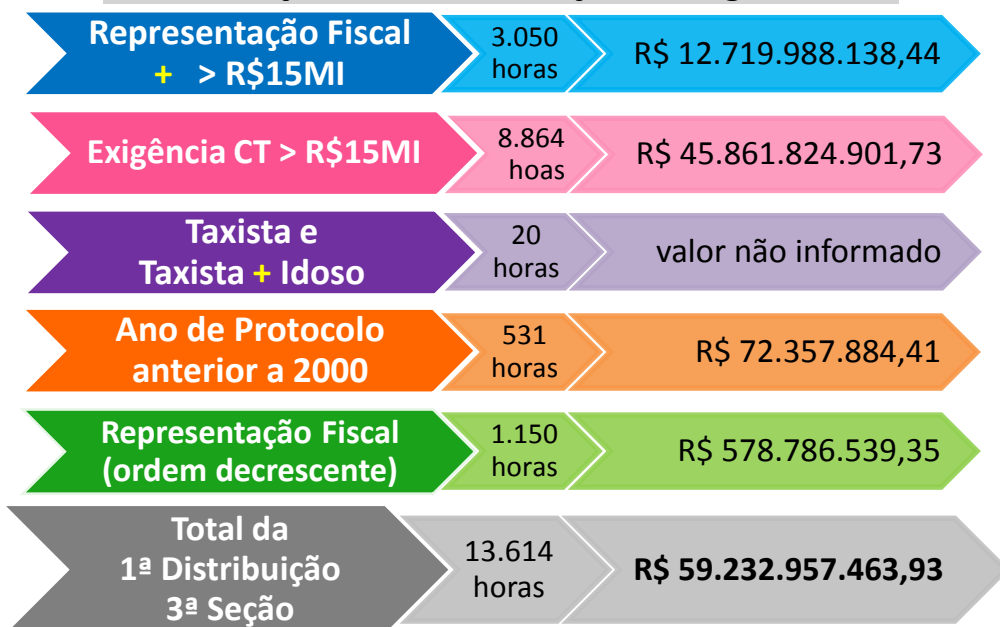 Representação Fiscal
+ > R$15MI
3.050
horas
R$ 12.719.988.138,44
Exigência CT > R$15MI
8.864
hoas
R$ 45.861.824.901,73
Taxista e
Taxista + Idoso
20
horas
valor não informado
Ano de Protocolo
anterior a 2000
531
horas
R$ 72.357.884,41
Representação Fiscal
(ordem decrescente)
1.150
horas
R$ 578.786.539,35
Total da
1ª Distribuição
3ª Seção
13.614
horas
R$ 59.232.957.463,93